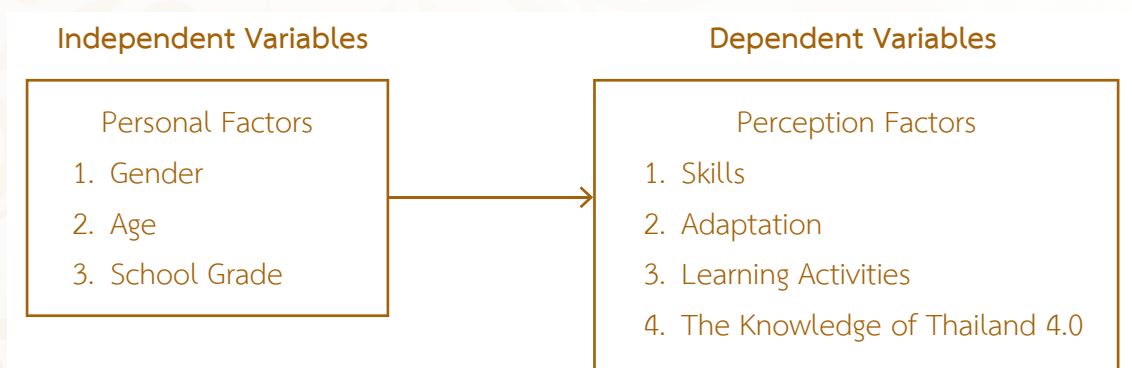 Independent Variables
Personal Factors
1. Gender
2. Age
3. School Grade
Dependent Variables
Perception Factors
1. Skills
2. Adaptation
3. Learning Activities
4. The Knowledge of Thailand 4.0